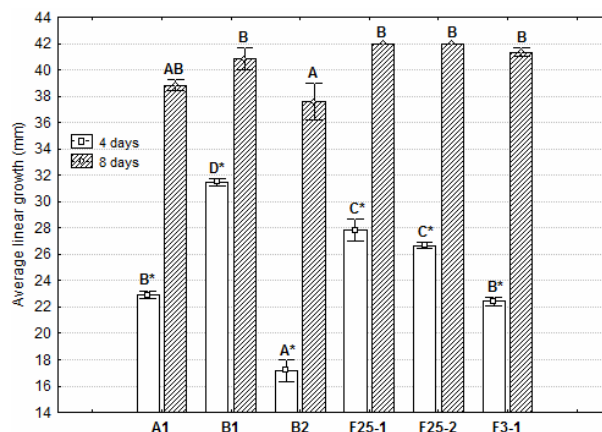 44
42
40
38
36
34
32
30
28
26
24
22
20
18
16
14
Average linear growth (mm)
4 days
8 days
B*
AB
D*
B
A*
A
C*
B
C*
B
B*
B
A1 B1 B2 F25-1 F25-2 F3-1